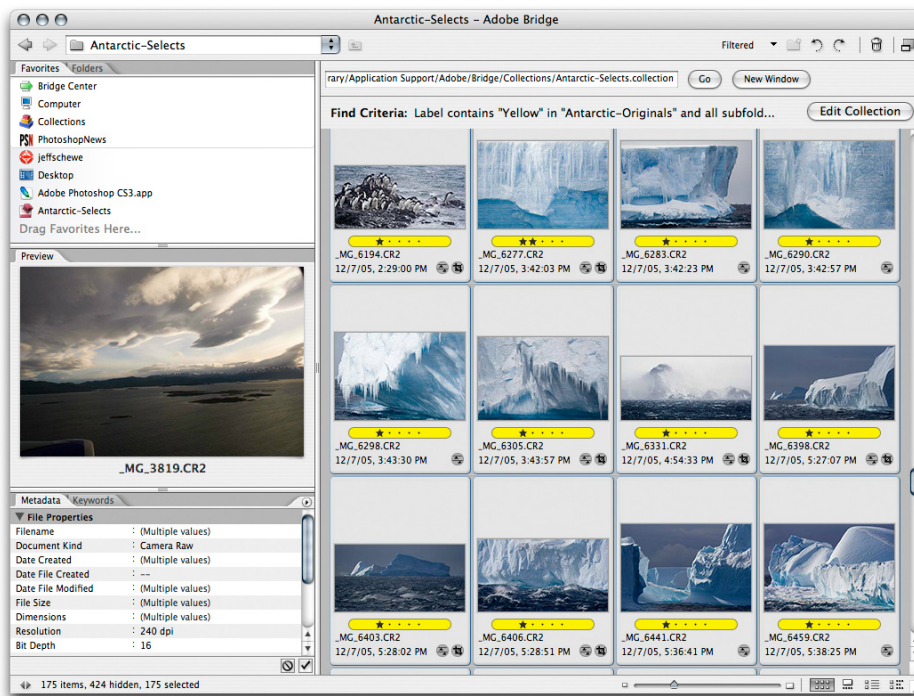 Antarctic-Selects – Adobe Bridge
Antarctic-Selects
Filtered
Favorites Folders
Bridge Center
Computer
Collections
PSN PhotoshopNews
jeffschewe
Desktop
Adobe Photoshop CS3.app
Antarctic-Selects
Drag Favorites Here...
rary/Application Support/Adobe/Bridge/Collections/Antarctic-Selects.collection Go New Window
Find Criteria: Label contains "Yellow" in "Antarctic-Originals" and all subfold... Edit Collection
Preview
_MG_3819.CR2
Metadata Keywords
File Properties
Filename : (Multiple values)
Document Kind : Camera Raw
Date Created : (Multiple values)
Date File Created : --
Date File Modified : (Multiple values)
File Size : (Multiple values)
Dimensions : (Multiple values)
Resolution : 240 dpi
Bit Depth : 16
_MG_6194.CR2 _MG_6277.CR2 _MG_6283.CR2 _MG_6290.CR2
12/7/05, 2:29:00 PM 12/7/05, 3:42:03 PM 12/7/05, 3:42:23 PM 12/7/05, 3:42:57 PM
_MG_6298.CR2 _MG_6305.CR2 _MG_6331.CR2 _MG_6398.CR2
12/7/05, 3:43:30 PM 12/7/05, 3:43:57 PM 12/7/05, 4:54:33 PM 12/7/05, 5:27:07 PM
_MG_6403.CR2 _MG_6406.CR2 _MG_6441.CR2 _MG_6459.CR2
12/7/05, 5:28:02 PM 12/7/05, 5:28:51 PM 12/7/05, 5:36:41 PM 12/7/05, 5:38:25 PM
175 items, 424 hidden, 175 selected